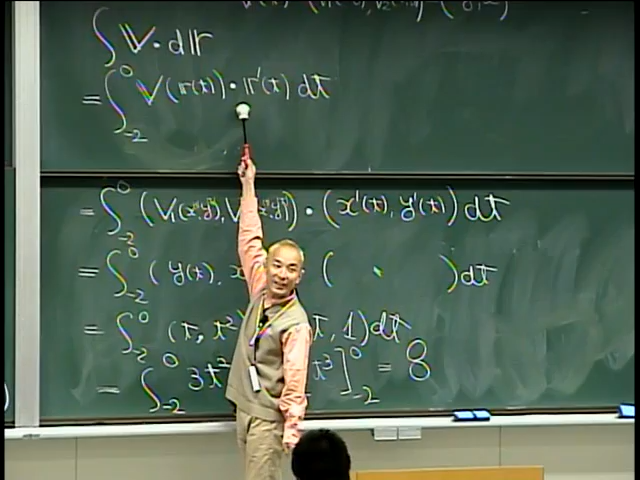 ∫ V · dr
= ∫_{-2}^{0} V(r(t)) · r'(t) dt
= ∫_{-2}^{0} (V₁(x(t), y(t)), V₂(x(t), y(t))) · (x'(t), y'(t)) dt
= ∫_{-2}^{0} (y(t), x ( · ) dt
= ∫_{-2}^{0} (t, t² t, 1) dt
= ∫_{-2}^{0} 3t² t³]_{-2}^{0} = 8